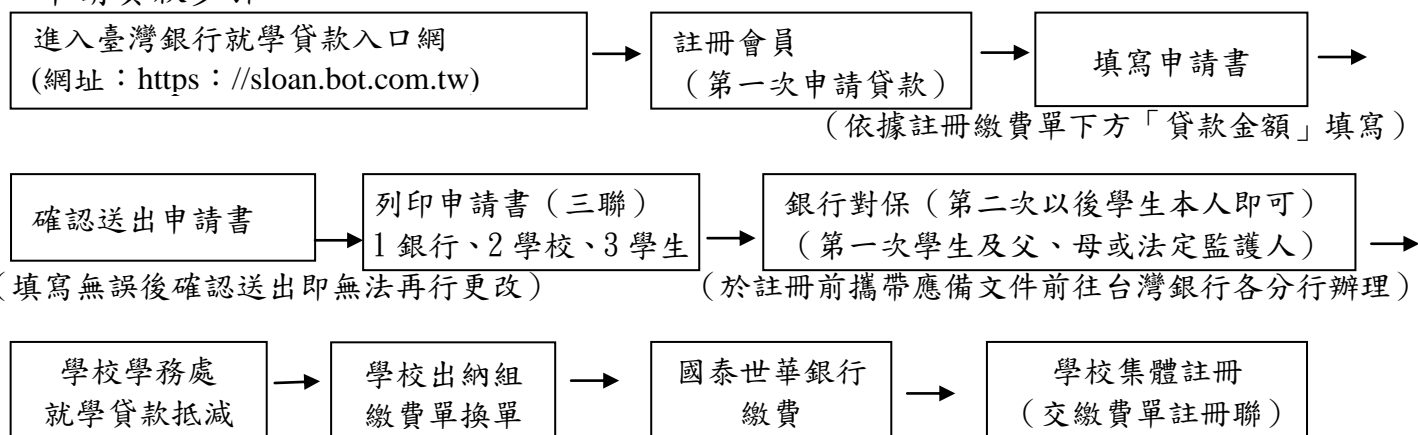 進入臺灣銀行就學貸款入口網
(網址：https：//sloan.bot.com.tw)
註冊會員
（第一次申請貸款）
填寫申請書
（依據註冊繳費單下方「貸款金額」填寫）
確認送出申請書
列印申請書（三聯）
1 銀行、2 學校、3 學生
銀行對保（第二次以後學生本人即可）
（第一次學生及父、母或法定監護人）
（填寫無誤後確認送出即無法再行更改）
（於註冊前攜帶應備文件前往台灣銀行各分行辦理）
學校學務處
就學貸款抵減
學校出納組
繳費單換單
國泰世華銀行
繳費
學校集體註冊
（交繳費單註冊聯）